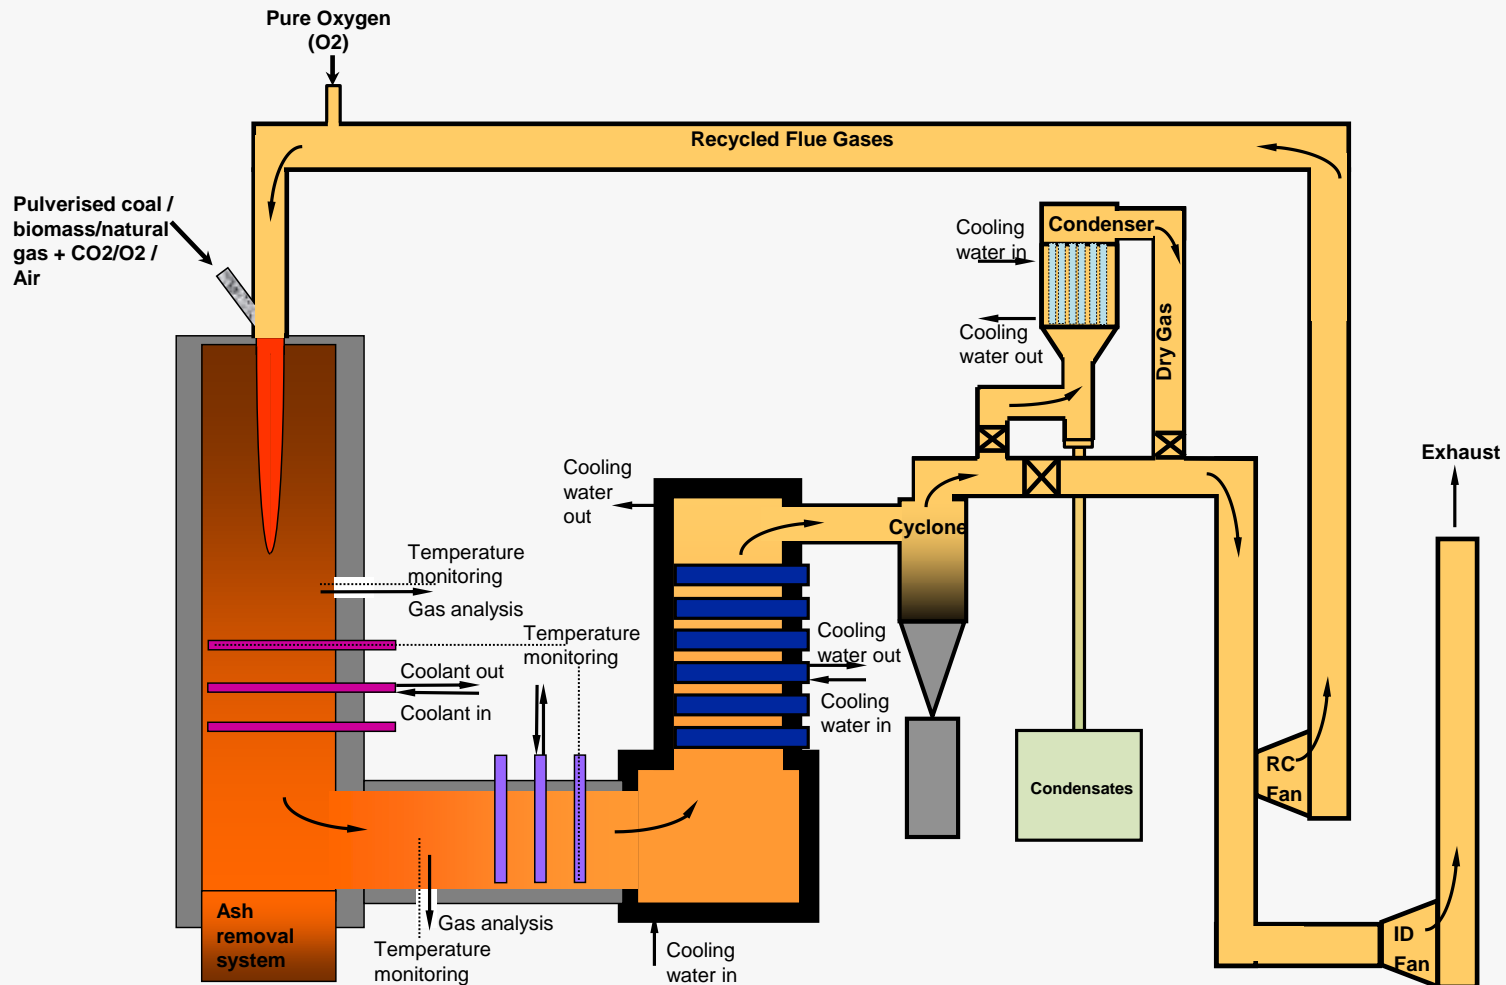 Pure Oxygen
(O2)
Recycled Flue Gases
Pulverised coal /
biomass/natural
gas + CO2/O2 /
Air
Cooling
water in
Condenser
Cooling
water out
Dry Gas
Exhaust
Cooling
water
out
Cyclone
Temperature
monitoring
Gas analysis
Temperature
monitoring
Cooling
water out
Coolant out
Coolant in
Cooling
water in
RC
Fan
Condensates
Ash
removal
system
Gas analysis
Temperature
monitoring
Cooling
water in
ID
Fan